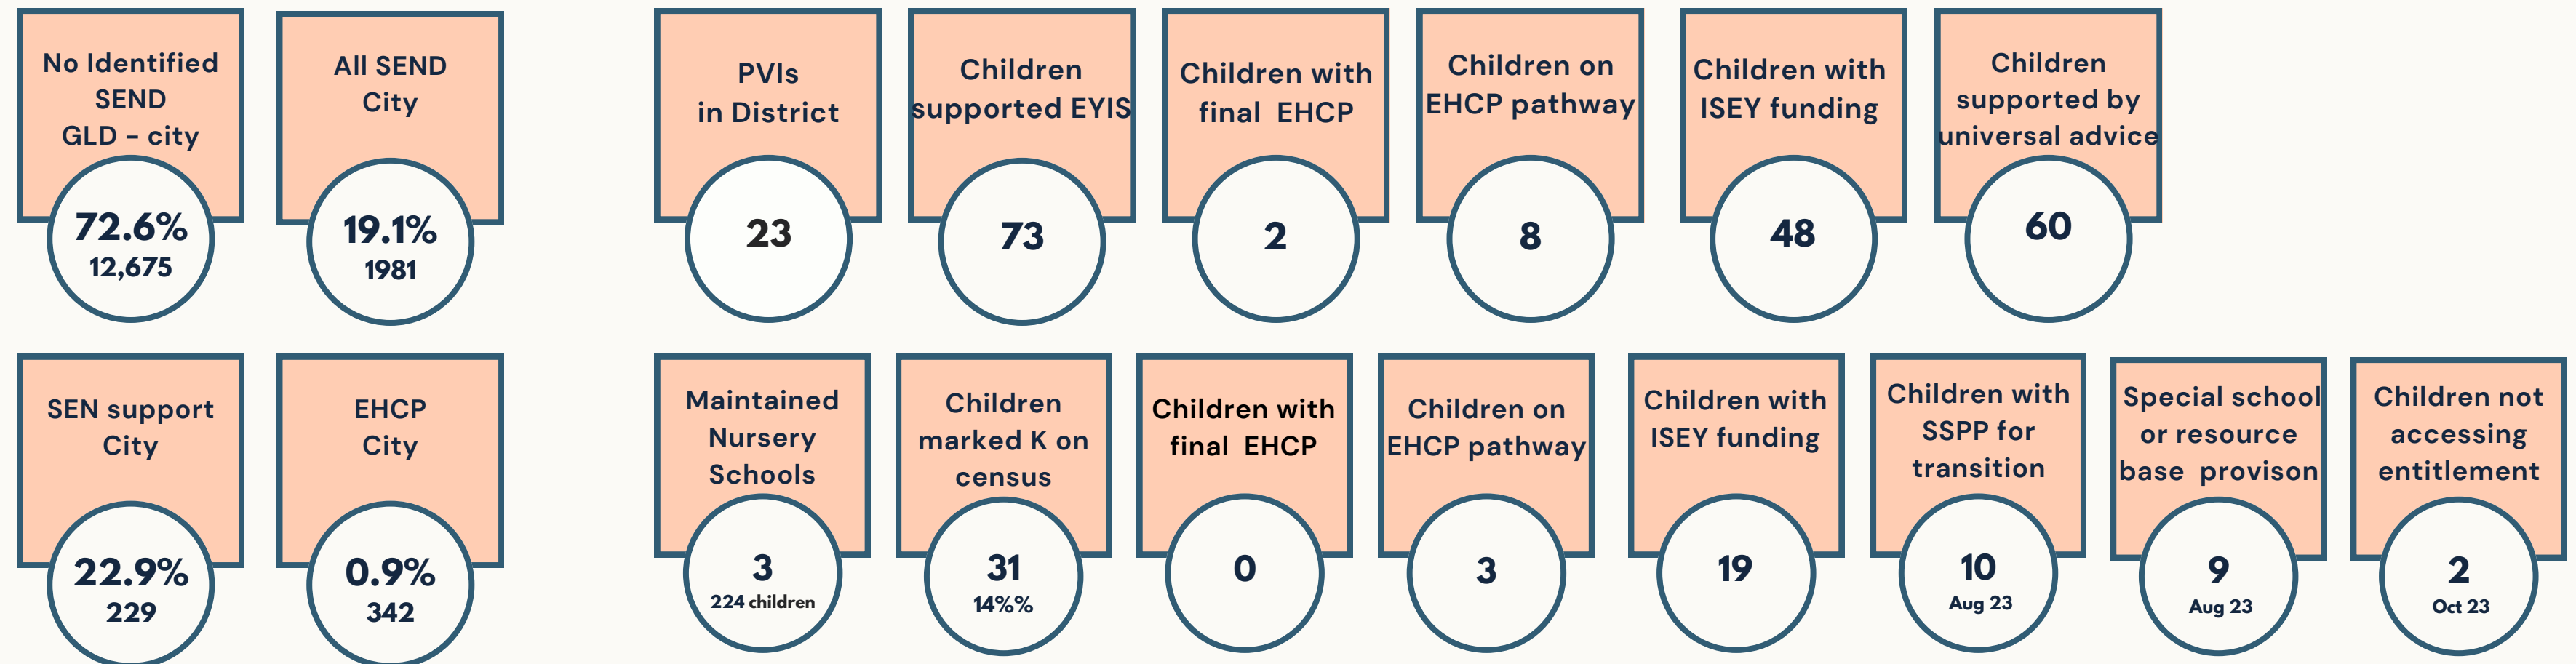 No Identified
SEND
GLD - city
72.6%
12,675
All SEND
City
19.1%
1981
PVIs
in District
23
Children
supported EYIS
73
Children with
final EHCP
2
Children on
EHCP pathway
8
Children with
ISEY funding
48
Children
supported by
universal advice
60
SEN support
City
22.9%
229
EHCP
City
0.9%
342
Maintained
Nursery
Schools
3
224 children
Children
marked K on
census
31
14%%
Children with
final EHCP
0
Children on
EHCP pathway
3
Children with
ISEY funding
19
Children with
SSPP for
transition
10
Aug 23
Special school
or resource
base provison
9
Aug 23
Children not
accessing
entitlement
2
Oct 23